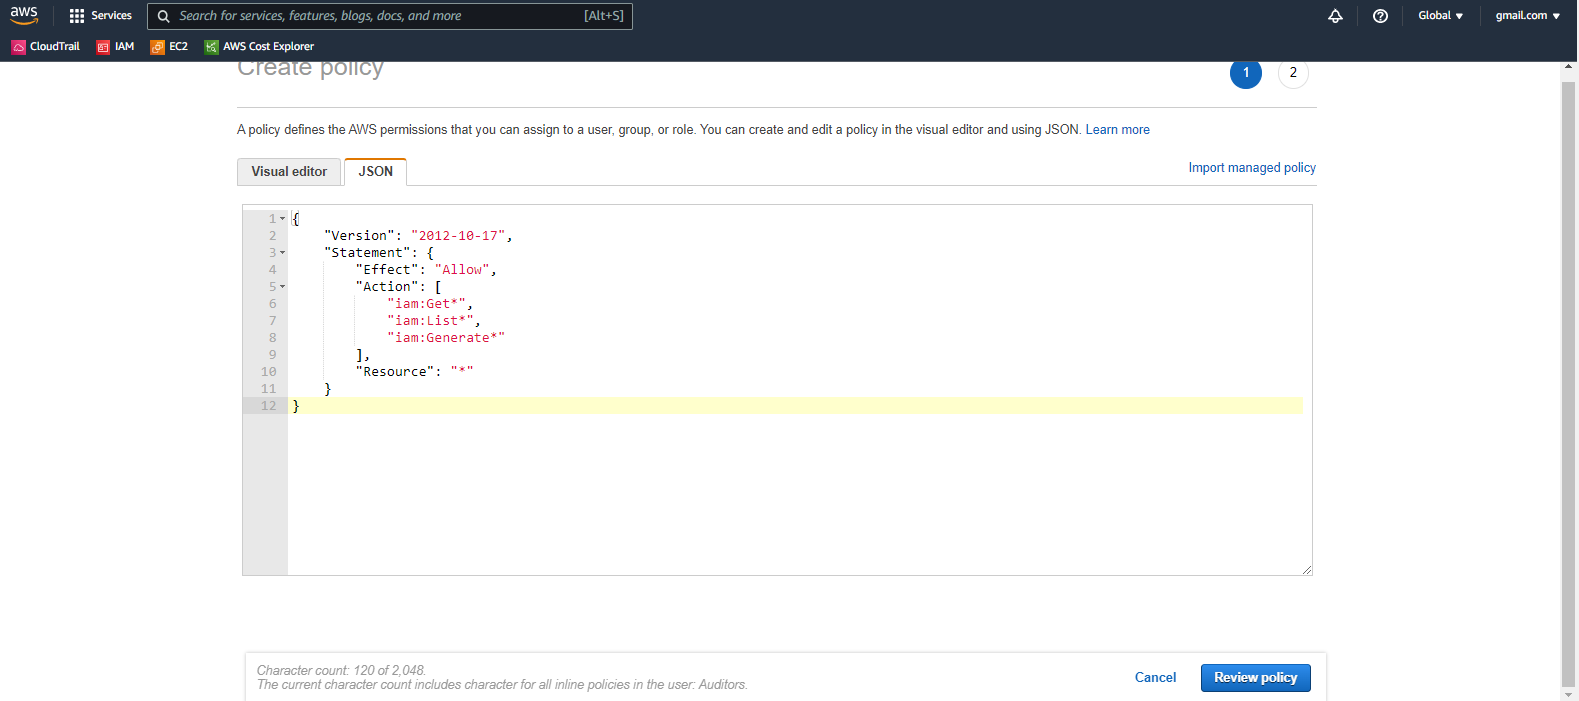 aws Services Search for services, features, blogs, docs, and more [Alt+S] Global ▼ gmail.com ▼
CloudTrail IAM EC2 AWS Cost Explorer
Create policy 1 2
A policy defines the AWS permissions that you can assign to a user, group, or role. You can create and edit a policy in the visual editor and using JSON. Learn more
Visual editor JSON Import managed policy
1 {
2 "Version": "2012-10-17",
3 "Statement": {
4 "Effect": "Allow",
5 "Action": [
6 "iam:Get*",
7 "iam:List*",
8 "iam:Generate*"
9 ],
10 "Resource": "*"
11 }
12 }
Character count: 120 of 2,048.
The current character count includes character for all inline policies in the user: Auditors.
Cancel Review policy